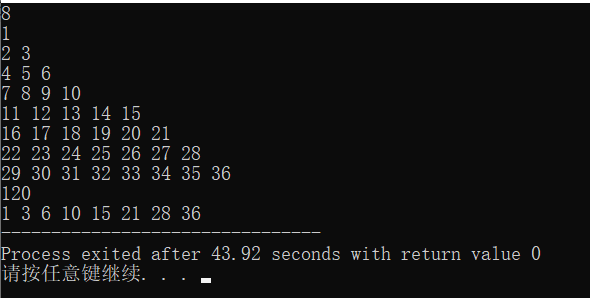 8
1
2 3
4 5 6
7 8 9 10
11 12 13 14 15
16 17 18 19 20 21
22 23 24 25 26 27 28
29 30 31 32 33 34 35 36
120
1 3 6 10 15 21 28 36
--------------------------------
Process exited after 43.92 seconds with return value 0
请按任意键继续. . .